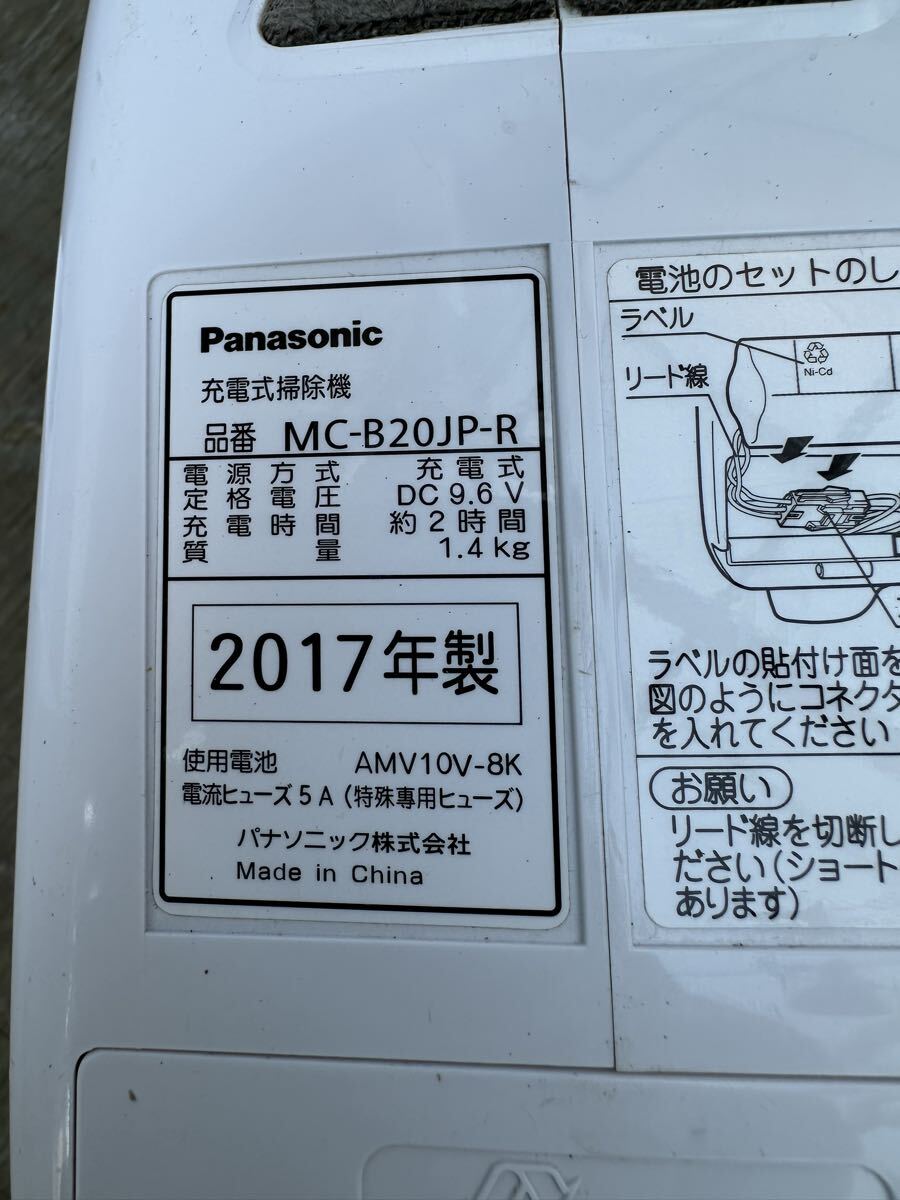 Panasonic
充電式掃除機
品番 MC-B20JP-R
電源方式 充電式
定格電圧 DC 9.6 V
充電時間 約2時間
質量 1.4 kg
2017年製
使用電池 AMV10V-8K
電流ヒューズ 5 A (特殊専用ヒューズ)
パナソニック株式会社
Made in China
電池のセットのし
ラベル
Ni-Cd
リード線
ラベルの貼付け面を
図のようにコネクタ
を入れてください
お願い
リード線を切断し
ださい(ショート
あります)